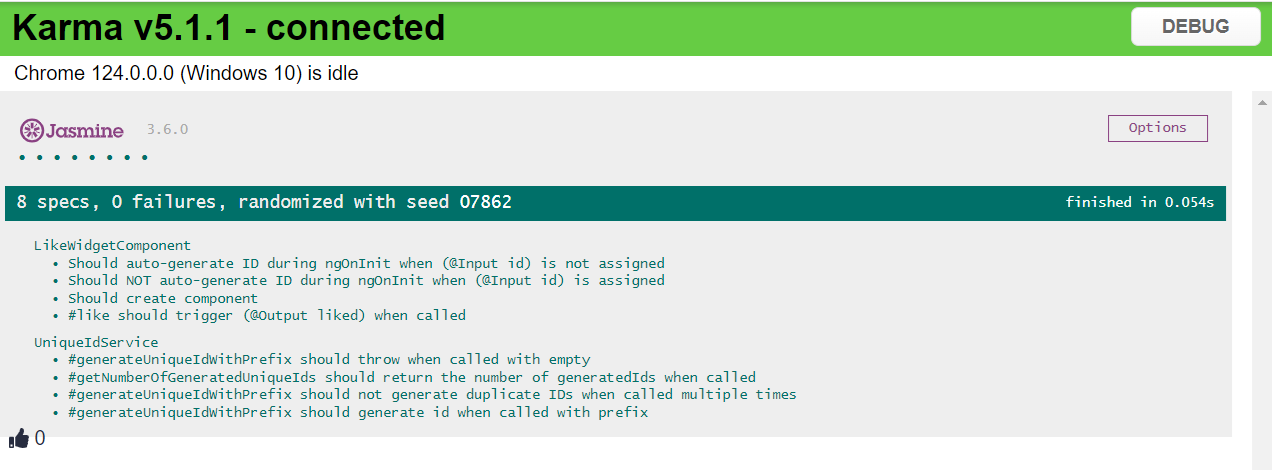 Karma v5.1.1 - connected
DEBUG
Chrome 124.0.0.0 (Windows 10) is idle
Jasmine 3.6.0
Options
• • • • • • • •
8 specs, 0 failures, randomized with seed 07862
finished in 0.054s
LikeWidgetComponent
• Should auto-generate ID during ngOnInit when (@Input id) is not assigned
• Should NOT auto-generate ID during ngOnInit when (@Input id) is assigned
• Should create component
• #like should trigger (@Output liked) when called
UniqueIdService
• #generateUniqueIdWithPrefix should throw when called with empty
• #getNumberOfGeneratedUniqueIds should return the number of generatedIds when called
• #generateUniqueIdWithPrefix should not generate duplicate IDs when called multiple times
• #generateUniqueIdWithPrefix should generate id when called with prefix
0